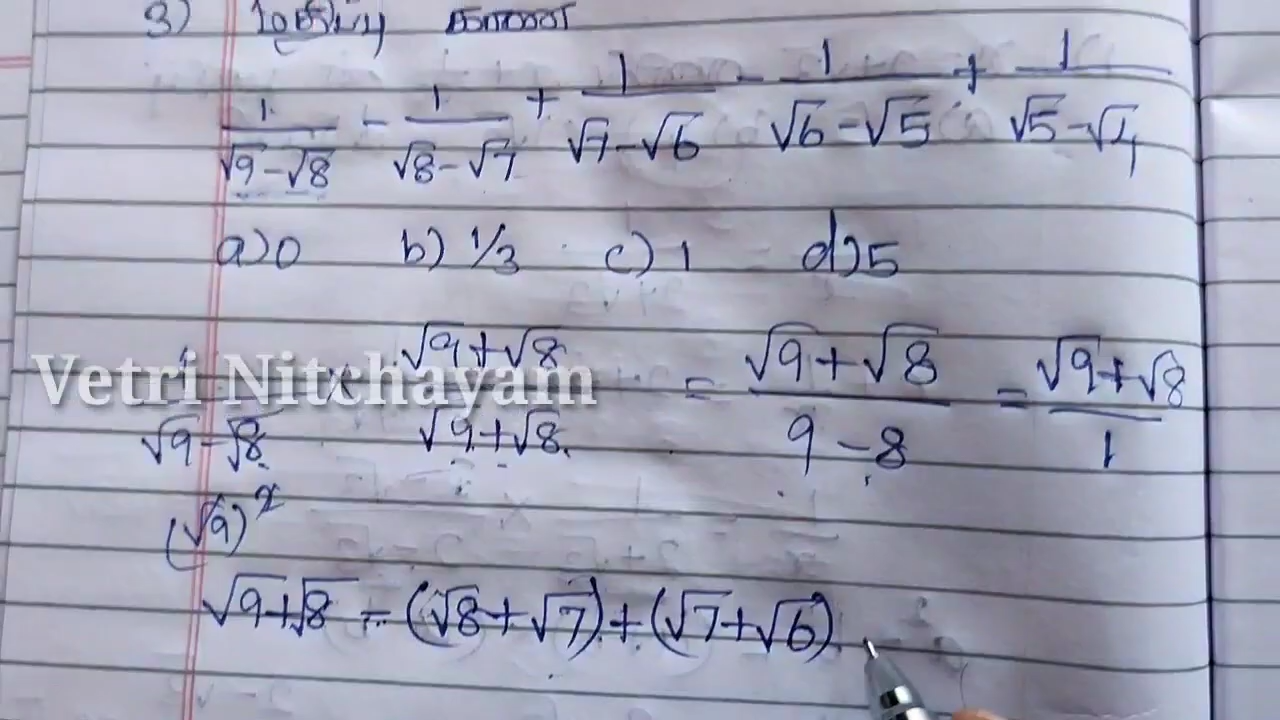 3) மதிப்பு காண்க
1/(√9-√8) - 1/(√8-√7) + 1/(√7-√6) - 1/(√6-√5) + 1/(√5-√4)
a) 0 b) 1/3 c) 1 d) 5
1/(√9-√8) × (√9+√8)/(√9+√8) = (√9+√8)/(9-8) = (√9+√8)/1
Vetri Nitchayam
(√9)²
√9+√8 - (√8+√7) + (√7+√6)